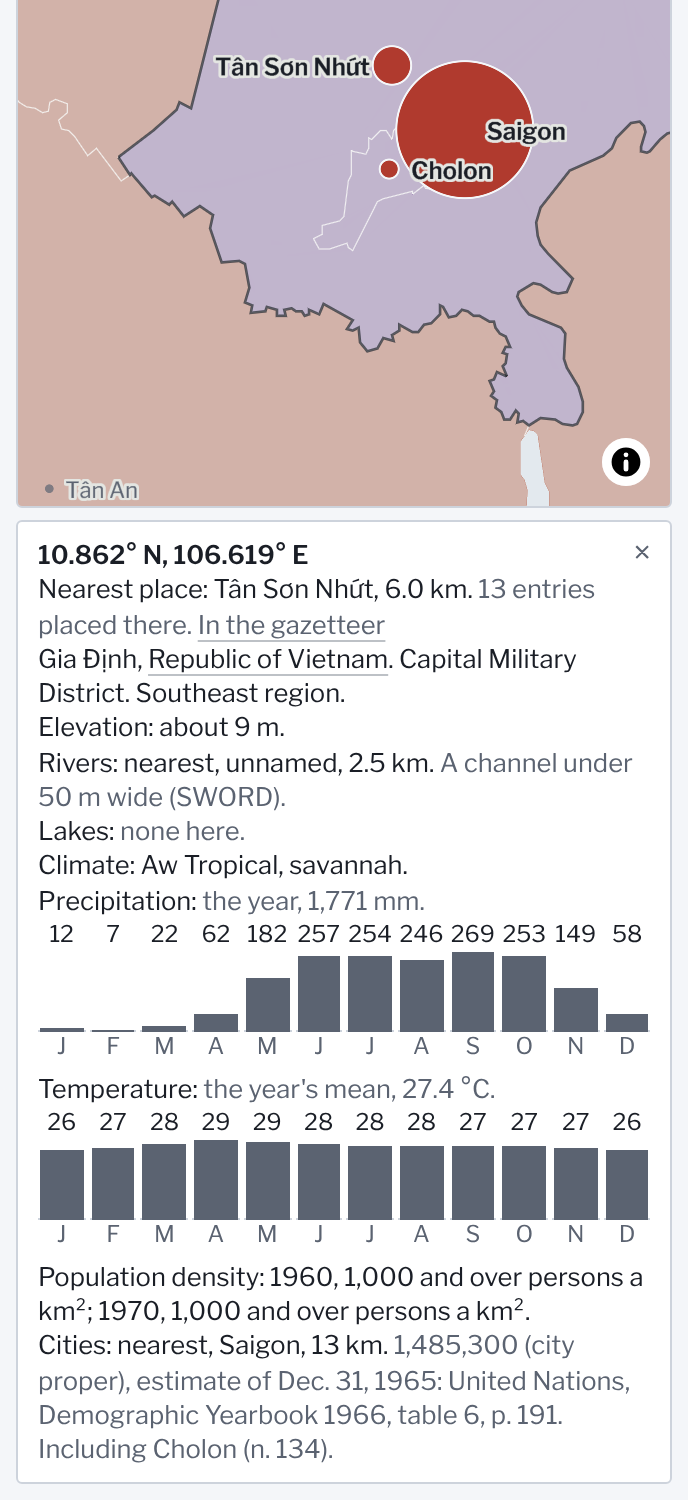 Tân Sơn Nhứt
Saigon
Cholon
Tân An
10.862° N, 106.619° E
×
Nearest place: Tân Sơn Nhứt, 6.0 km. 13 entries
placed there. In the gazetteer
Gia Định, Republic of Vietnam. Capital Military
District. Southeast region.
Elevation: about 9 m.
Rivers: nearest, unnamed, 2.5 km. A channel under
50 m wide (SWORD).
Lakes: none here.
Climate: Aw Tropical, savannah.
Precipitation: the year, 1,771 mm.
12 7 22 62 182 257 254 246 269 253 149 58
J F M A M J J A S O N D
Temperature: the year's mean, 27.4 °C.
26 27 28 29 29 28 28 28 27 27 27 26
J F M A M J J A S O N D
Population density: 1960, 1,000 and over persons a
km²; 1970, 1,000 and over persons a km².
Cities: nearest, Saigon, 13 km. 1,485,300 (city
proper), estimate of Dec. 31, 1965: United Nations,
Demographic Yearbook 1966, table 6, p. 191.
Including Cholon (n. 134).